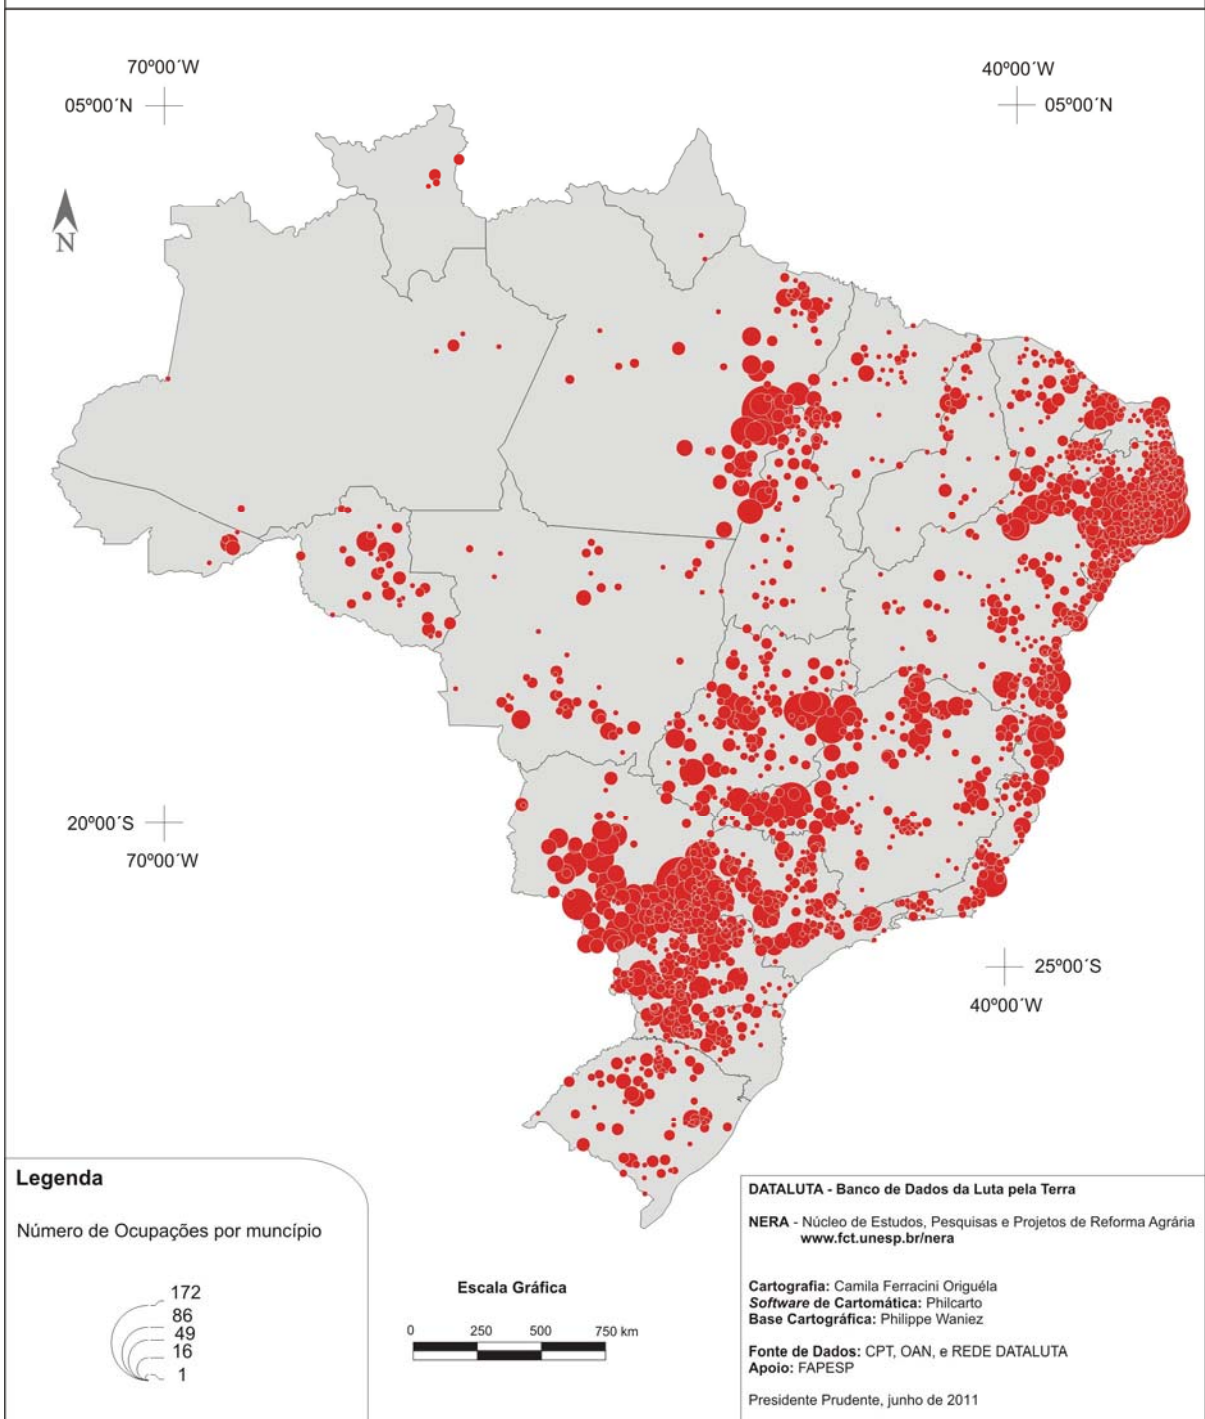 70º00´W
40º00´W
05º00´N
05º00´N
N
20º00´S
70º00´W
25º00´S
40º00´W
Legenda
Número de Ocupações por muncípio
172
86
49
16
1
Escala Gráfica
0 250 500 750 km
DATALUTA - Banco de Dados da Luta pela Terra
NERA - Núcleo de Estudos, Pesquisas e Projetos de Reforma Agrária
www.fct.unesp.br/nera
Cartografia: Camila Ferracini Origuéla
Software de Cartomática: Philcarto
Base Cartográfica: Philippe Waniez
Fonte de Dados: CPT, OAN, e REDE DATALUTA
Apoio: FAPESP
Presidente Prudente, junho de 2011